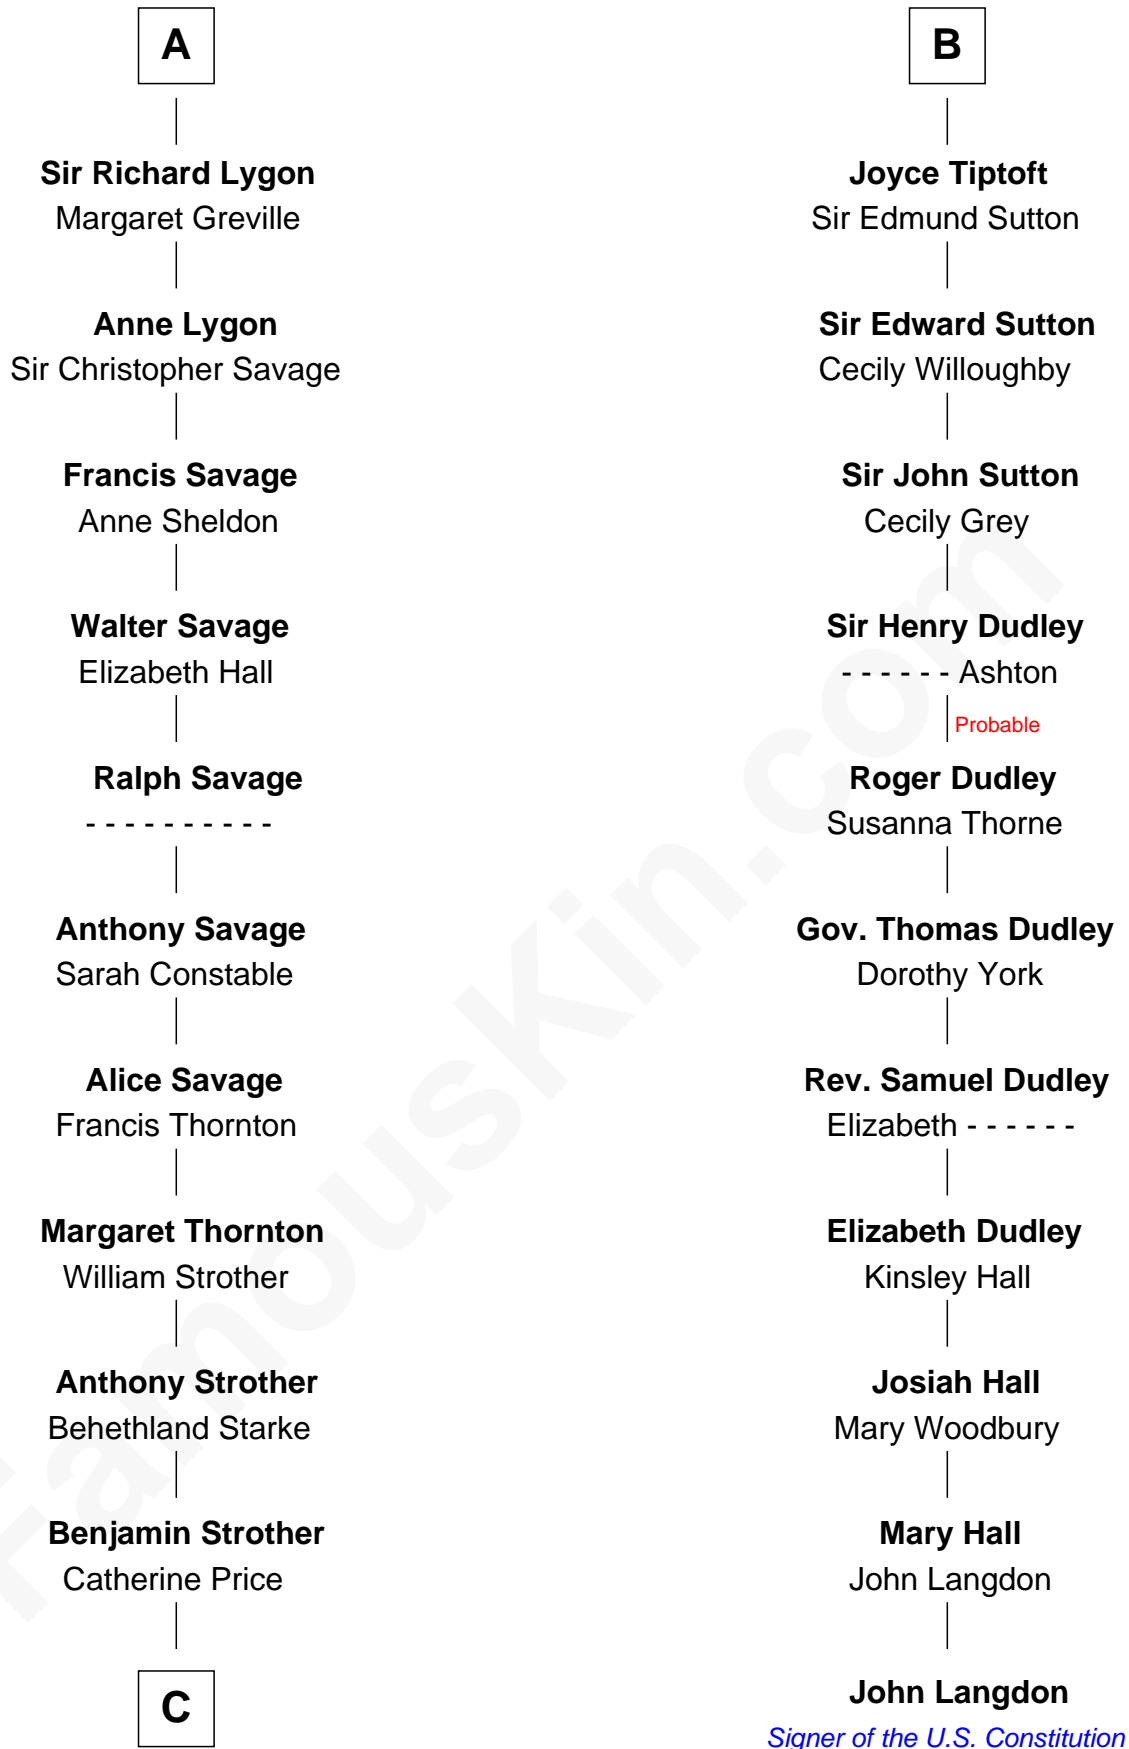 A
Sir Richard Lygon
Margaret Greville
Anne Lygon
Sir Christopher Savage
Francis Savage
Anne Sheldon
Walter Savage
Elizabeth Hall
Ralph Savage
- - - - - - - - - -
Anthony Savage
Sarah Constable
Alice Savage
Francis Thornton
Margaret Thornton
William Strother
Anthony Strother
Behethland Starke
Benjamin Strother
Catherine Price
C
B
Joyce Tiptoft
Sir Edmund Sutton
Sir Edward Sutton
Cecily Willoughby
Sir John Sutton
Cecily Grey
Sir Henry Dudley
- - - - - - Ashton
Probable
Roger Dudley
Susanna Thorne
Gov. Thomas Dudley
Dorothy York
Rev. Samuel Dudley
Elizabeth - - - - - -
Elizabeth Dudley
Kinsley Hall
Josiah Hall
Mary Woodbury
Mary Hall
John Langdon
John Langdon
Signer of the U.S. Constitution
FamousKin.com